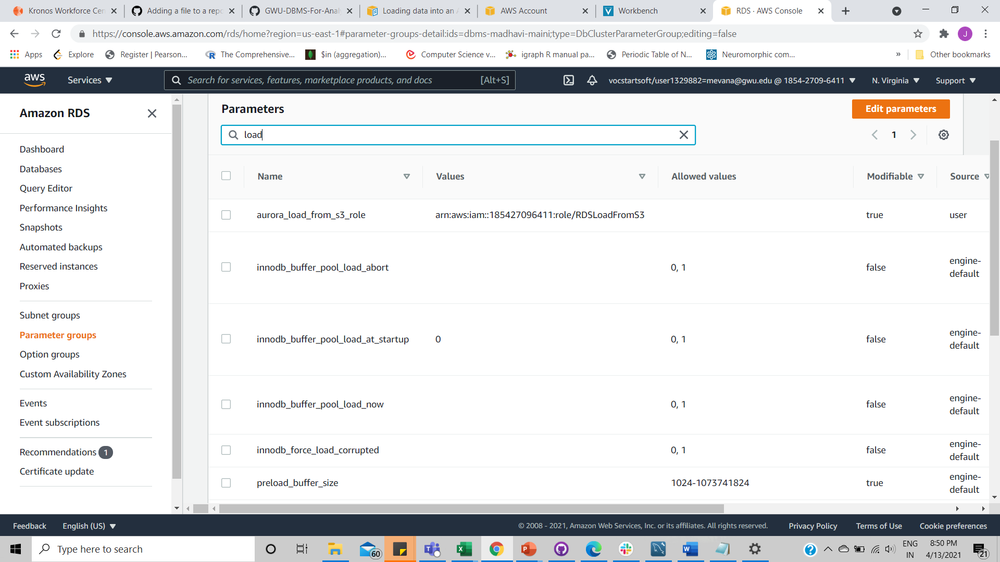 Kronos Workforce Cen
Adding a file to a repo
GWU-DBMS-For-Analy
Loading data into an A
AWS Account
Workbench
RDS · AWS Console
https://console.aws.amazon.com/rds/home?region=us-east-1#parameter-groups-detail:ids=dbms-madhavi-maini;type=DbClusterParameterGroup;editing=false
J
Apps
Explore
Register | Pearson...
The Comprehensive...
$in (aggregation)...
Computer Science v...
igraph R manual pa...
Periodic Table of N...
Neuromorphic com...
»
Other bookmarks
aws
Services
Search for services, features, marketplace products, and docs
[Alt+S]
vocstartsoft/user1329882=mevana@gwu.edu @ 1854-2709-6411
N. Virginia
Support
Amazon RDS
Dashboard
Databases
Query Editor
Performance Insights
Snapshots
Automated backups
Reserved instances
Proxies
Subnet groups
Parameter groups
Option groups
Custom Availability Zones
Events
Event subscriptions
Recommendations 1
Certificate update
Parameters
Edit parameters
load
1
Name Values Allowed values Modifiable Source
aurora_load_from_s3_role arn:aws:iam::185427096411:role/RDSLoadFromS3 true user
innodb_buffer_pool_load_abort 0, 1 false engine-
default
innodb_buffer_pool_load_at_startup 0 0, 1 false engine-
default
innodb_buffer_pool_load_now 0, 1 false engine-
default
innodb_force_load_corrupted 0, 1 false engine-
default
preload_buffer_size 1024-1073741824 true engine-
default
Feedback
English (US)
© 2008 - 2021, Amazon Web Services, Inc. or its affiliates. All rights reserved.
Privacy Policy
Terms of Use
Cookie preferences
Type here to search
60
ENG
IN
8:50 PM
4/13/2021
21